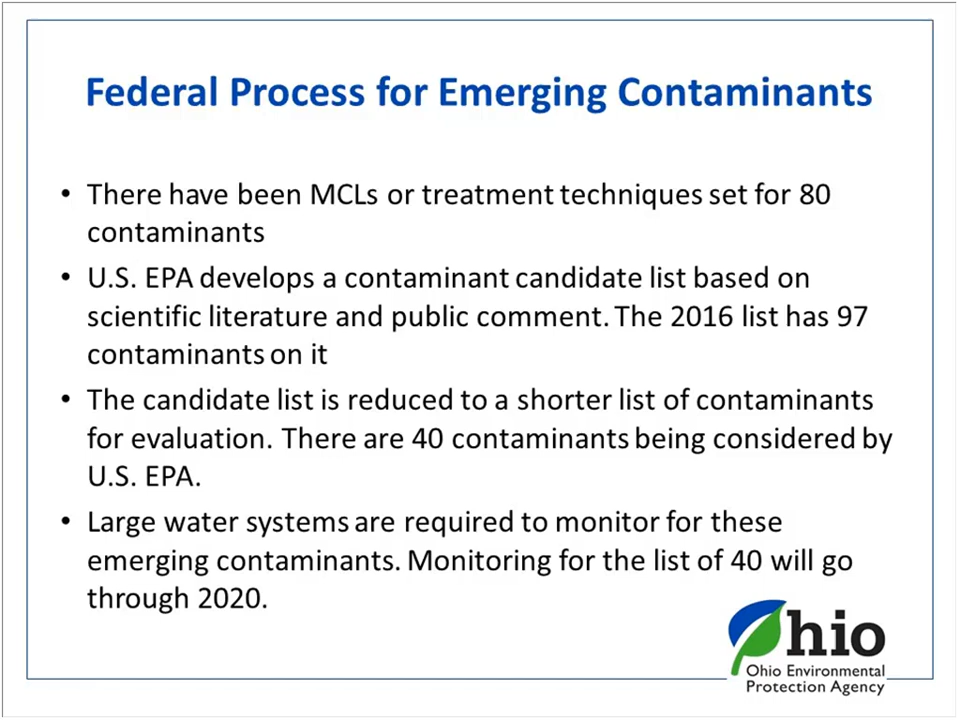 Federal Process for Emerging Contaminants
• There have been MCLs or treatment techniques set for 80
contaminants
• U.S. EPA develops a contaminant candidate list based on
scientific literature and public comment. The 2016 list has 97
contaminants on it
• The candidate list is reduced to a shorter list of contaminants
for evaluation. There are 40 contaminants being considered by
U.S. EPA.
• Large water systems are required to monitor for these
emerging contaminants. Monitoring for the list of 40 will go
through 2020.
Ohio
Ohio Environmental
Protection Agency